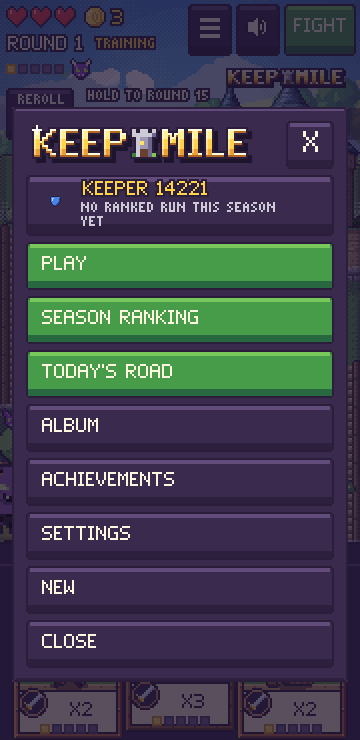 3
FIGHT
ROUND 1 TRAINING
KEEP MILE
REROLL
HOLD TO ROUND 15
KEEP MILE
X
KEEPER 14221
NO RANKED RUN THIS SEASON
YET
PLAY
SEASON RANKING
TODAY'S ROAD
ALBUM
ACHIEVEMENTS
SETTINGS
NEW
CLOSE
X2
X3
X2